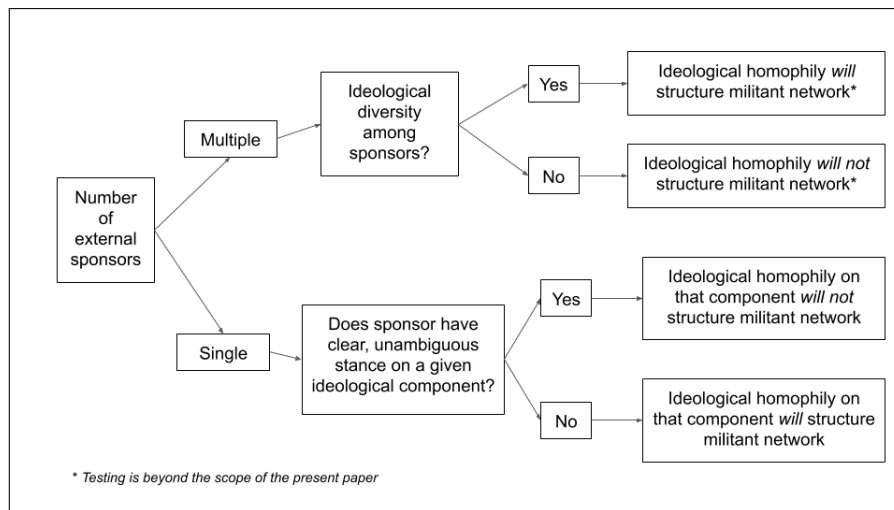 Number
of
external
sponsors
Multiple
Ideological
diversity
among
sponsors?
Yes
Ideological homophily will
structure militant network*
No
Ideological homophily will not
structure militant network*
Single
Does sponsor have
clear, unambiguous
stance on a given
ideological component?
Yes
Ideological homophily on
that component will not
structure militant network
No
Ideological homophily on
that component will structure
militant network
* Testing is beyond the scope of the present paper